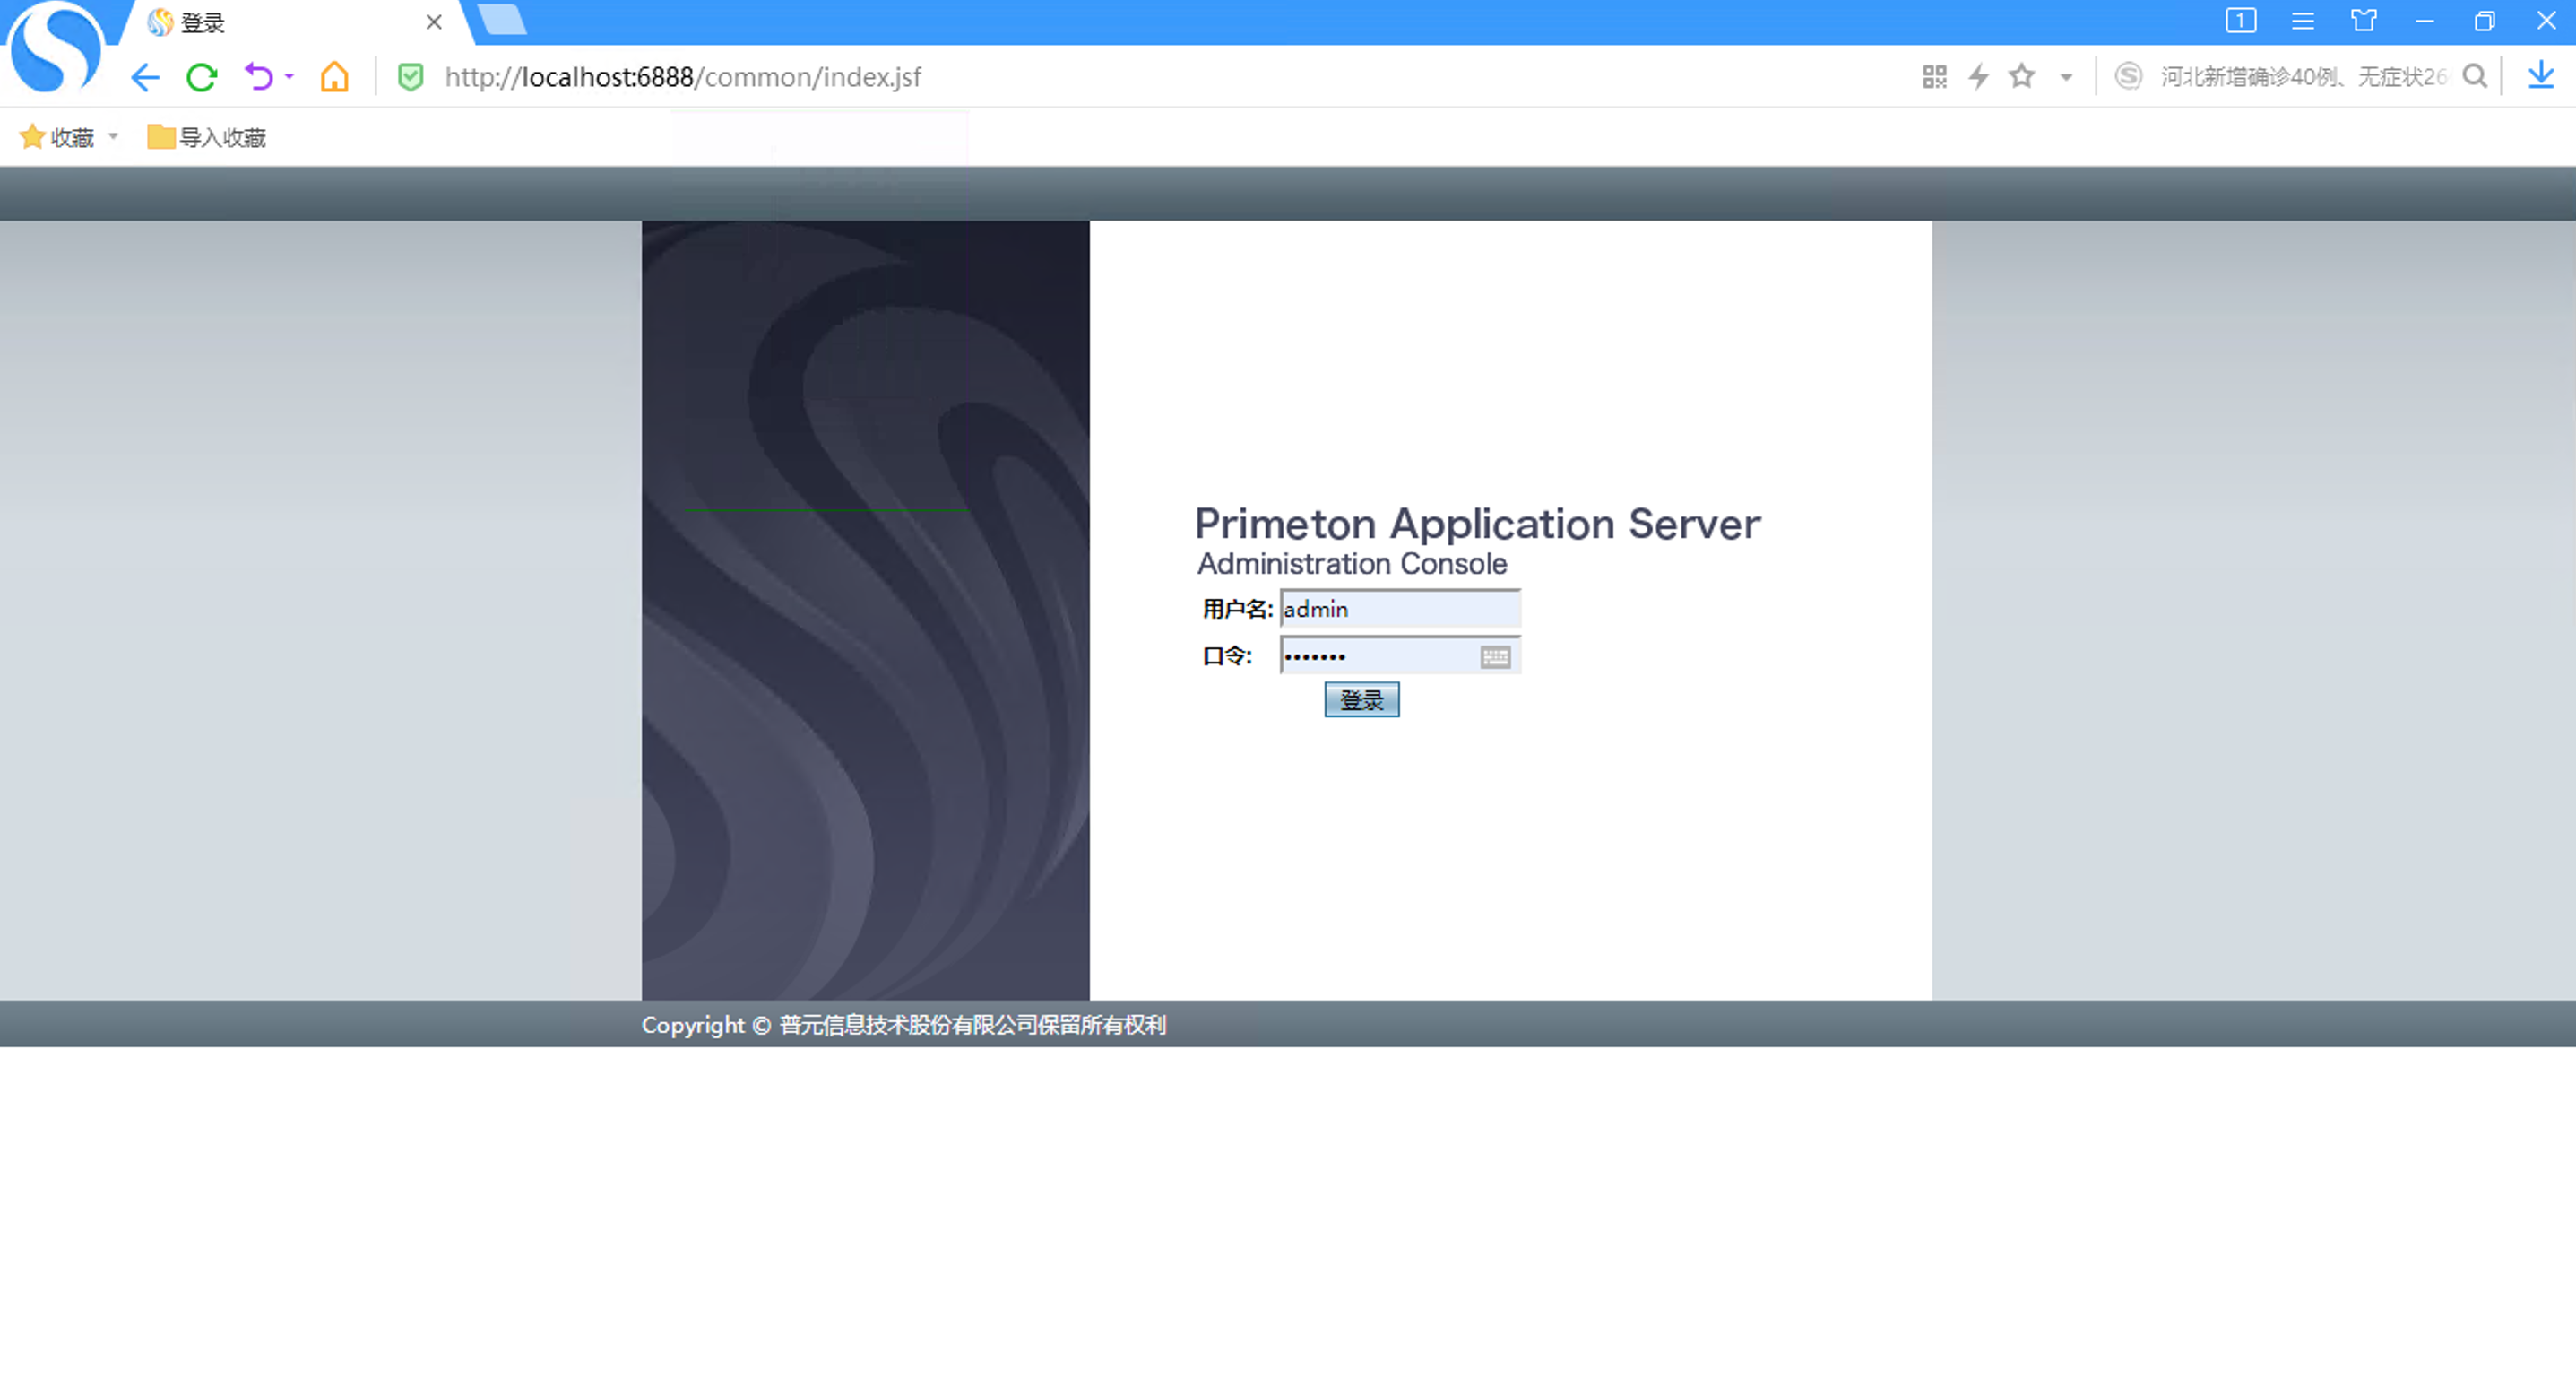 登录
http://localhost:6888/common/index.jsf
1
河北新增确诊40例、无症状26
收藏
导入收藏
Primeton Application Server
Administration Console
用户名: admin
口令: •••••••
登录
Copyright © 普元信息技术股份有限公司保留所有权利